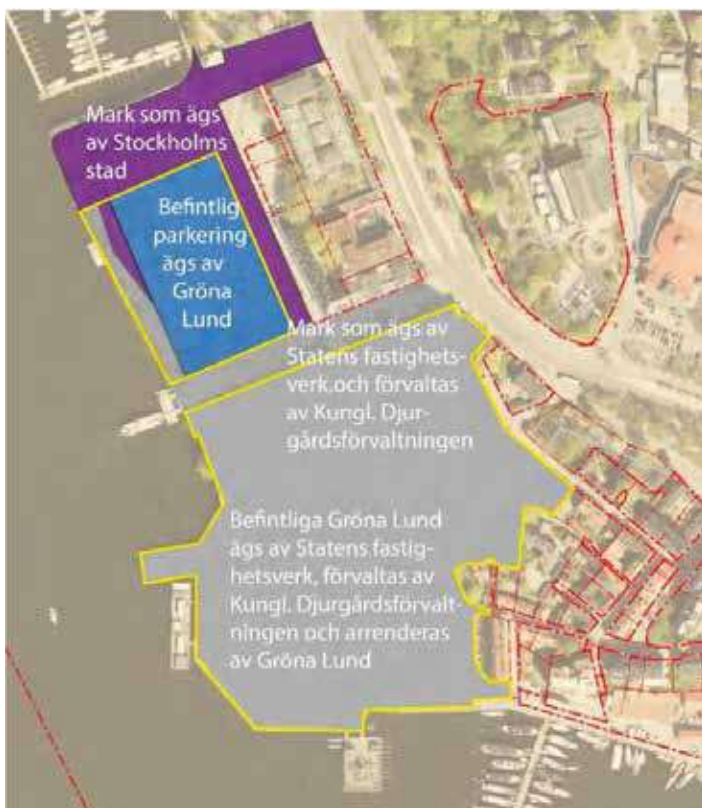 Mark som ägs
av Stockholms
stad
Befintlig
parkering
ägs av
Gröna
Lund
Mark som ägs av
Statens fastighets-
verk och förvaltas
av Kungl. Djur-
gårdsförvaltningen
Befintliga Gröna Lund
ägs av Statens fastig-
hetsverk, förvaltas av
Kungl. Djurgårdsförvalt-
ningen och arrenderas
av Gröna Lund